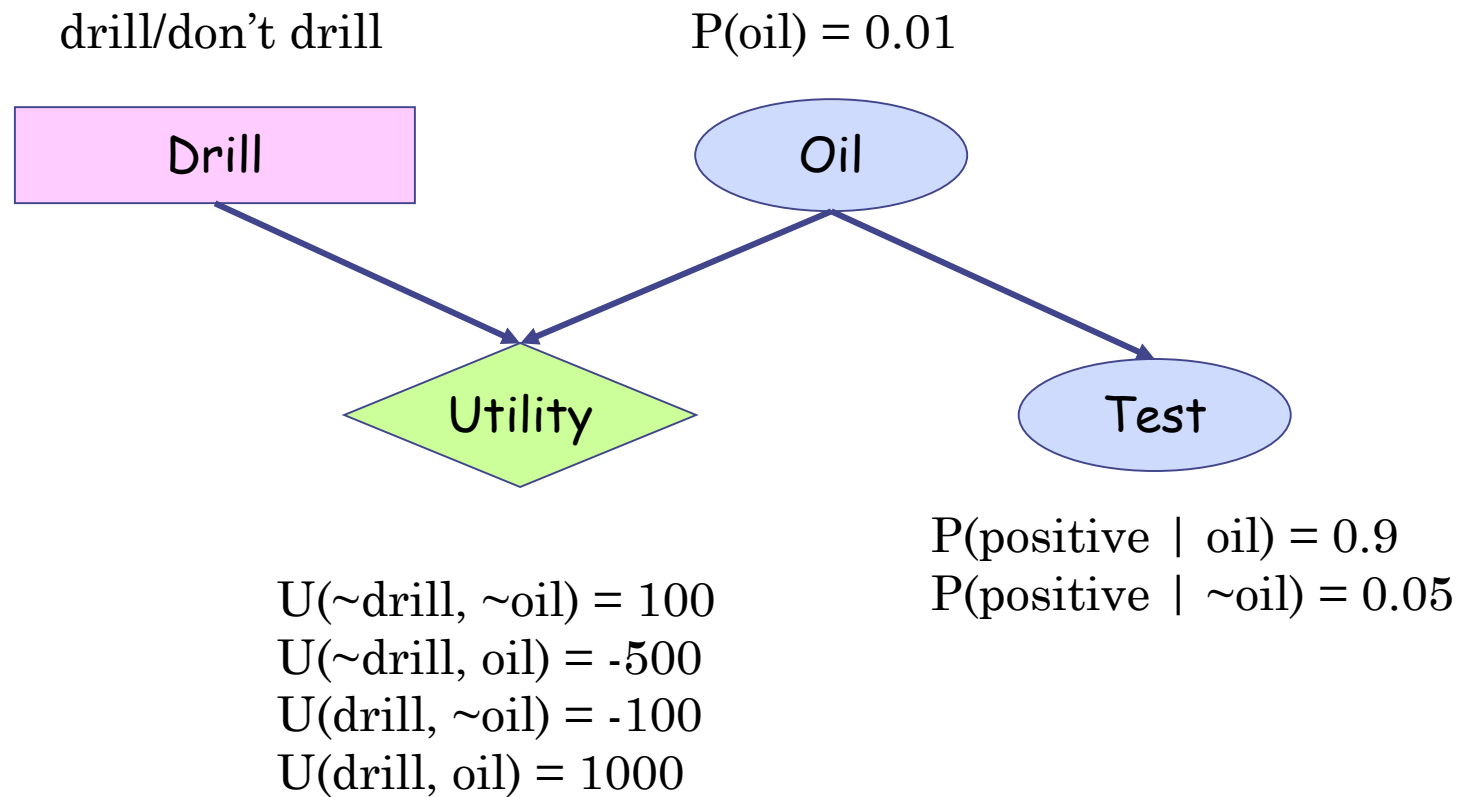 drill/don’t drill
P(oil) = 0.01
Drill
Oil
Utility
Test
P(positive | oil) = 0.9
P(positive | ~oil) = 0.05
U(~drill, ~oil) = 100
U(~drill, oil) = -500
U(drill, ~oil) = -100
U(drill, oil) = 1000